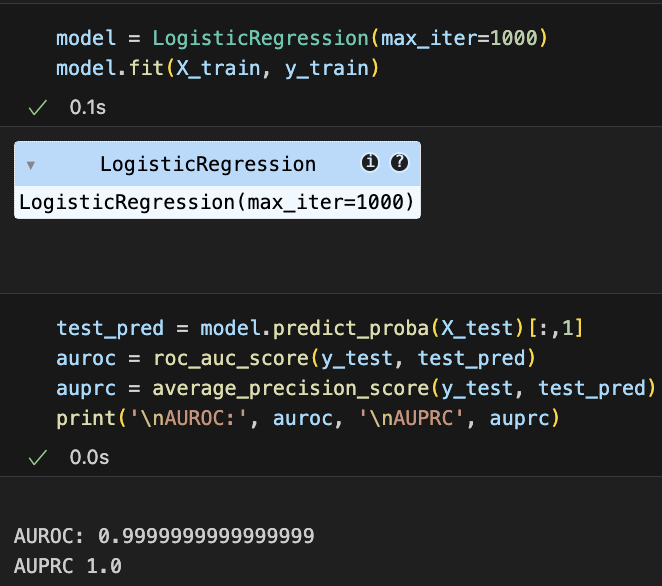 model = LogisticRegression(max_iter=1000)
model.fit(X_train, y_train)
0.1s
LogisticRegression
LogisticRegression(max_iter=1000)
test_pred = model.predict_proba(X_test)[:,1]
auroc = roc_auc_score(y_test, test_pred)
auprc = average_precision_score(y_test, test_pred)
print('\nAUROC:', auroc, '\nAUPRC', auprc)
0.0s
AUROC: 0.9999999999999999
AUPRC 1.0